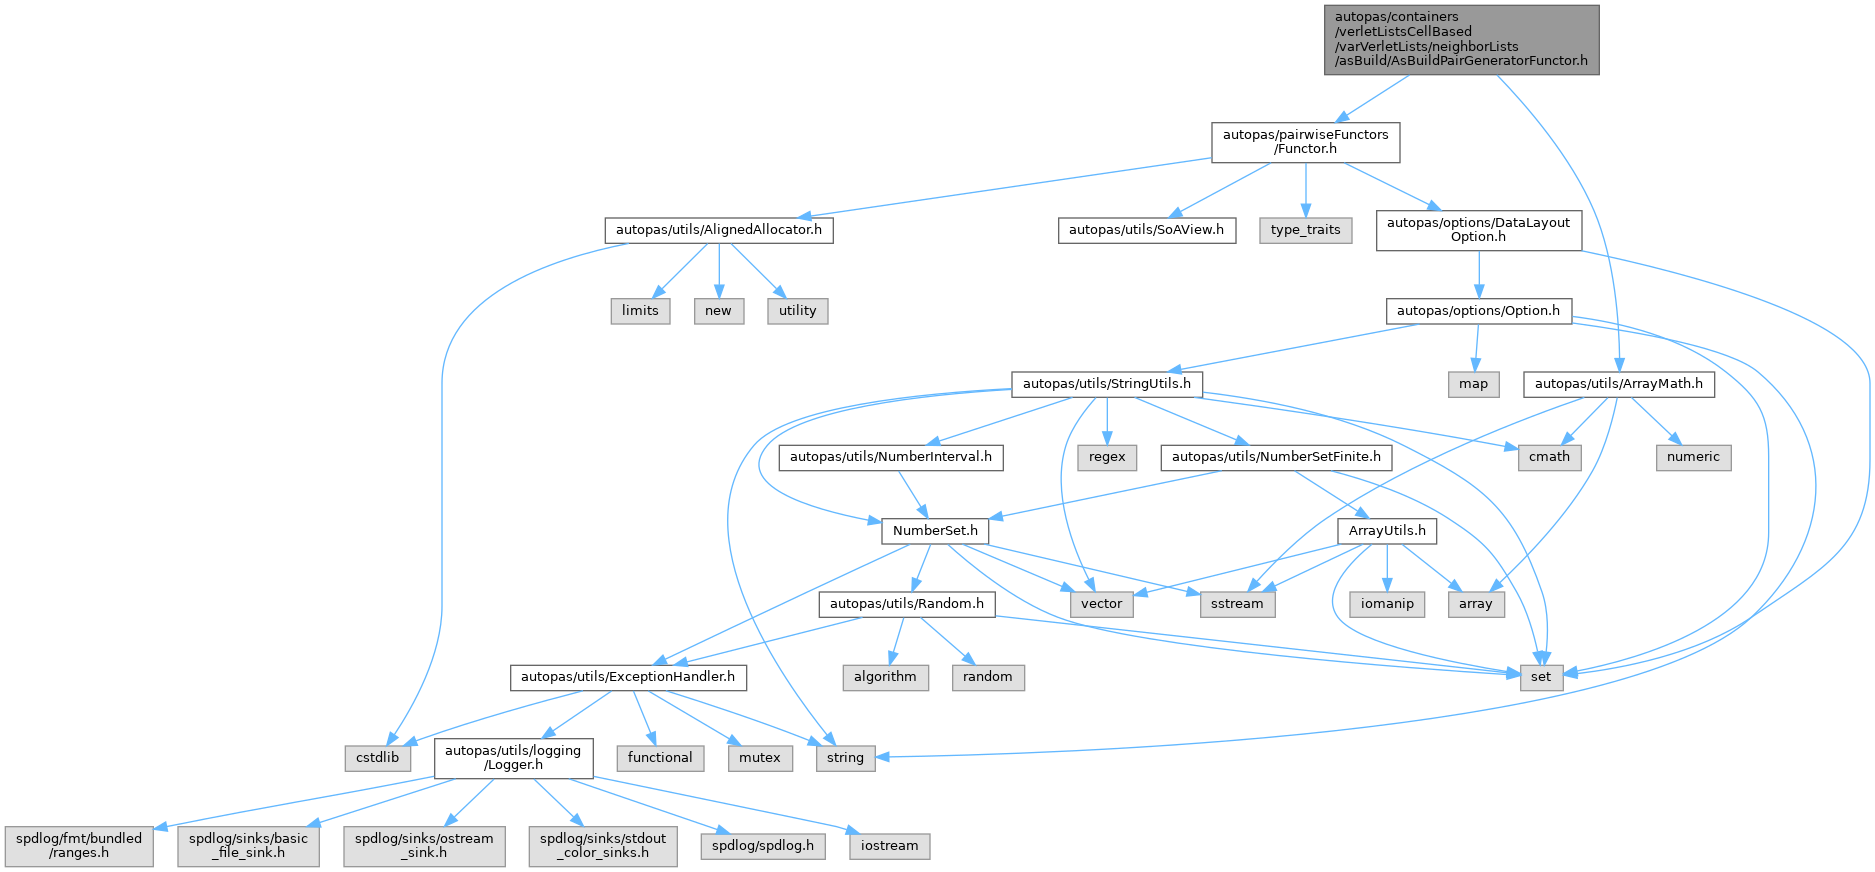 autopas/containers
/verletListsCellBased
/varVerletLists/neighborLists
/asBuild/AsBuildPairGeneratorFunctor.h
autopas/pairwiseFunctors
/Functor.h
autopas/utils/AlignedAllocator.h
autopas/utils/SoAView.h
type_traits
autopas/options/DataLayout
Option.h
limits
new
utility
autopas/options/Option.h
autopas/utils/StringUtils.h
map
autopas/utils/ArrayMath.h
autopas/utils/NumberInterval.h
regex
autopas/utils/NumberSetFinite.h
cmath
numeric
NumberSet.h
ArrayUtils.h
autopas/utils/Random.h
vector
sstream
iomanip
array
autopas/utils/ExceptionHandler.h
algorithm
random
set
cstdlib
autopas/utils/logging
/Logger.h
functional
mutex
string
spdlog/fmt/bundled
/ranges.h
spdlog/sinks/basic
_file_sink.h
spdlog/sinks/ostream
_sink.h
spdlog/sinks/stdout
_color_sinks.h
spdlog/spdlog.h
iostream